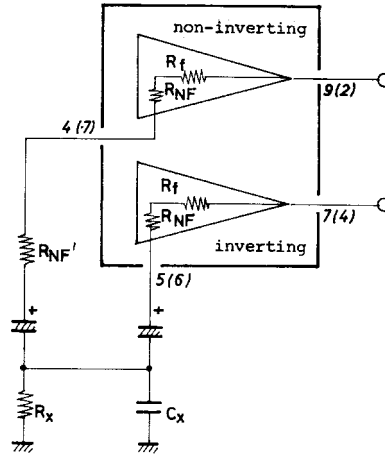 non-inverting
Rf
RNF
9(2)
4(7)
Rf
RNF
7(4)
inverting
5(6)
RNF'
+
+
Rx
Cx